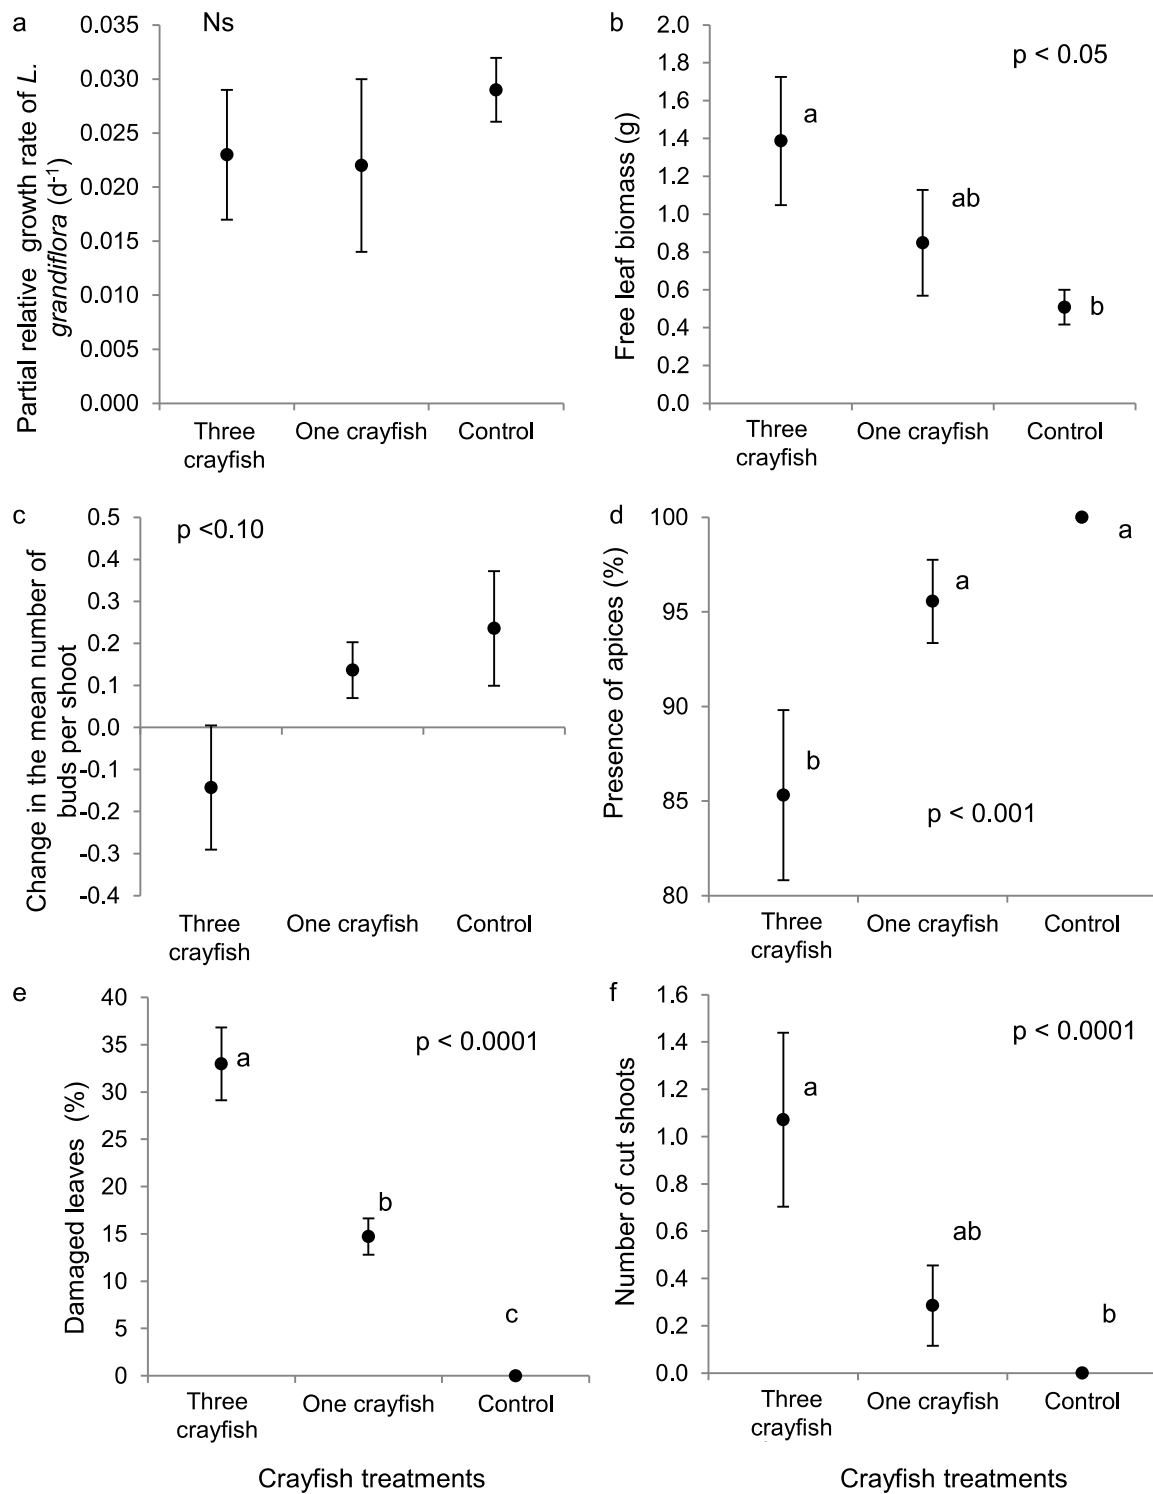 a
Ns
Partial relative growth rate of L.
grandiflora (d-1)
0.035
0.030
0.025
0.020
0.015
0.010
0.005
0.000
Three
crayfish
One crayfish
Control
b
p < 0.05
Free leaf biomass (g)
2.0
1.8
1.6
1.4
1.2
1.0
0.8
0.6
0.4
0.2
0.0
a
ab
b
Three
crayfish
One crayfish
Control
c
p <0.10
Change in the mean number of
buds per shoot
0.5
0.4
0.3
0.2
0.1
0.0
-0.1
-0.2
-0.3
-0.4
Three
crayfish
One crayfish
Control
d
Presence of apices (%)
100
95
90
85
80
a
a
b
p < 0.001
Three
crayfish
One crayfish
Control
e
p < 0.0001
Damaged leaves (%)
40
35
30
25
20
15
10
5
0
a
b
c
Three
crayfish
One crayfish
Control
Crayfish treatments
f
p < 0.0001
Number of cut shoots
1.6
1.4
1.2
1.0
0.8
0.6
0.4
0.2
0.0
a
ab
b
Three
crayfish
One crayfish
Control
Crayfish treatments